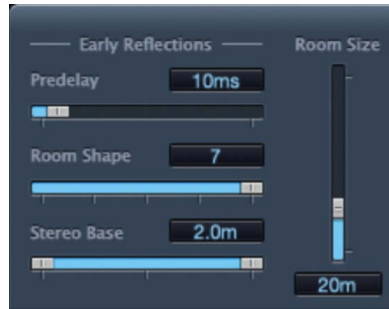 Early Reflections
Room Size
Predelay
10ms
Room Shape
7
Stereo Base
2.0m
20m